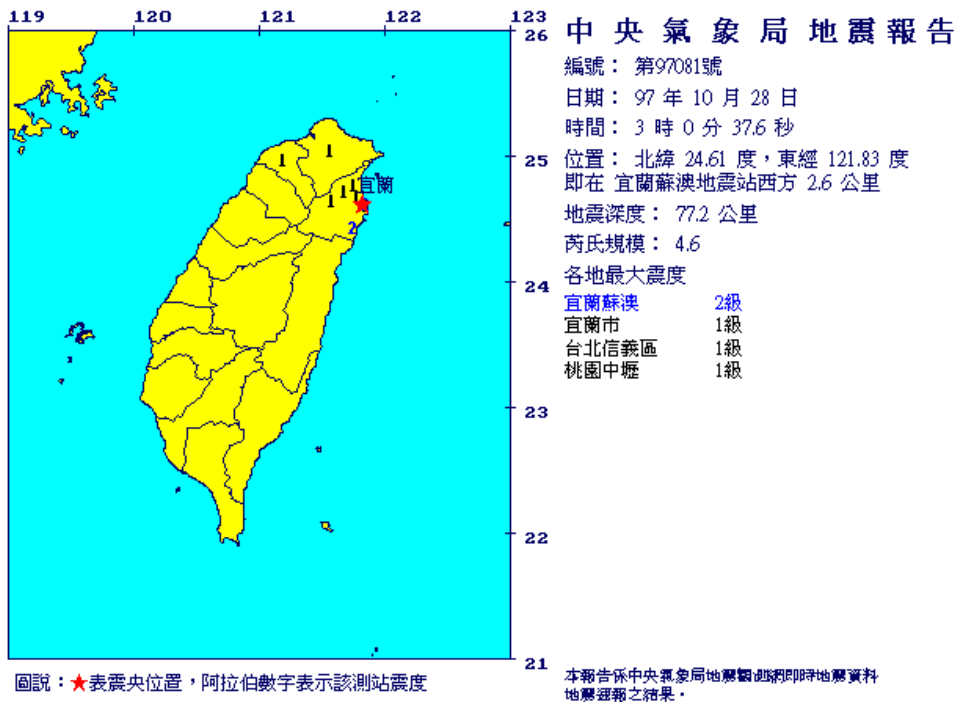 119 120 121 122 123
中央氣象局地震報告
26
編號： 第97081號
日期： 97 年 10 月 28 日
時間： 3 時 0 分 37.6 秒
位置： 北緯 24.61 度，東經 121.83 度
即在 宜蘭蘇澳地震站西方 2.6 公里
地震深度： 77.2 公里
芮氏規模： 4.6
各地最大震度
宜蘭蘇澳 2級
宜蘭市 1級
台北信義區 1級
桃園中壢 1級
1 1
25
1 宜蘭
1 1
1
2
24
23
22
21
圖說：★表震央位置，阿拉伯數字表示該測站震度
本報告係中央氣象局地震觀測網即時地震資料
地震速報之結果。